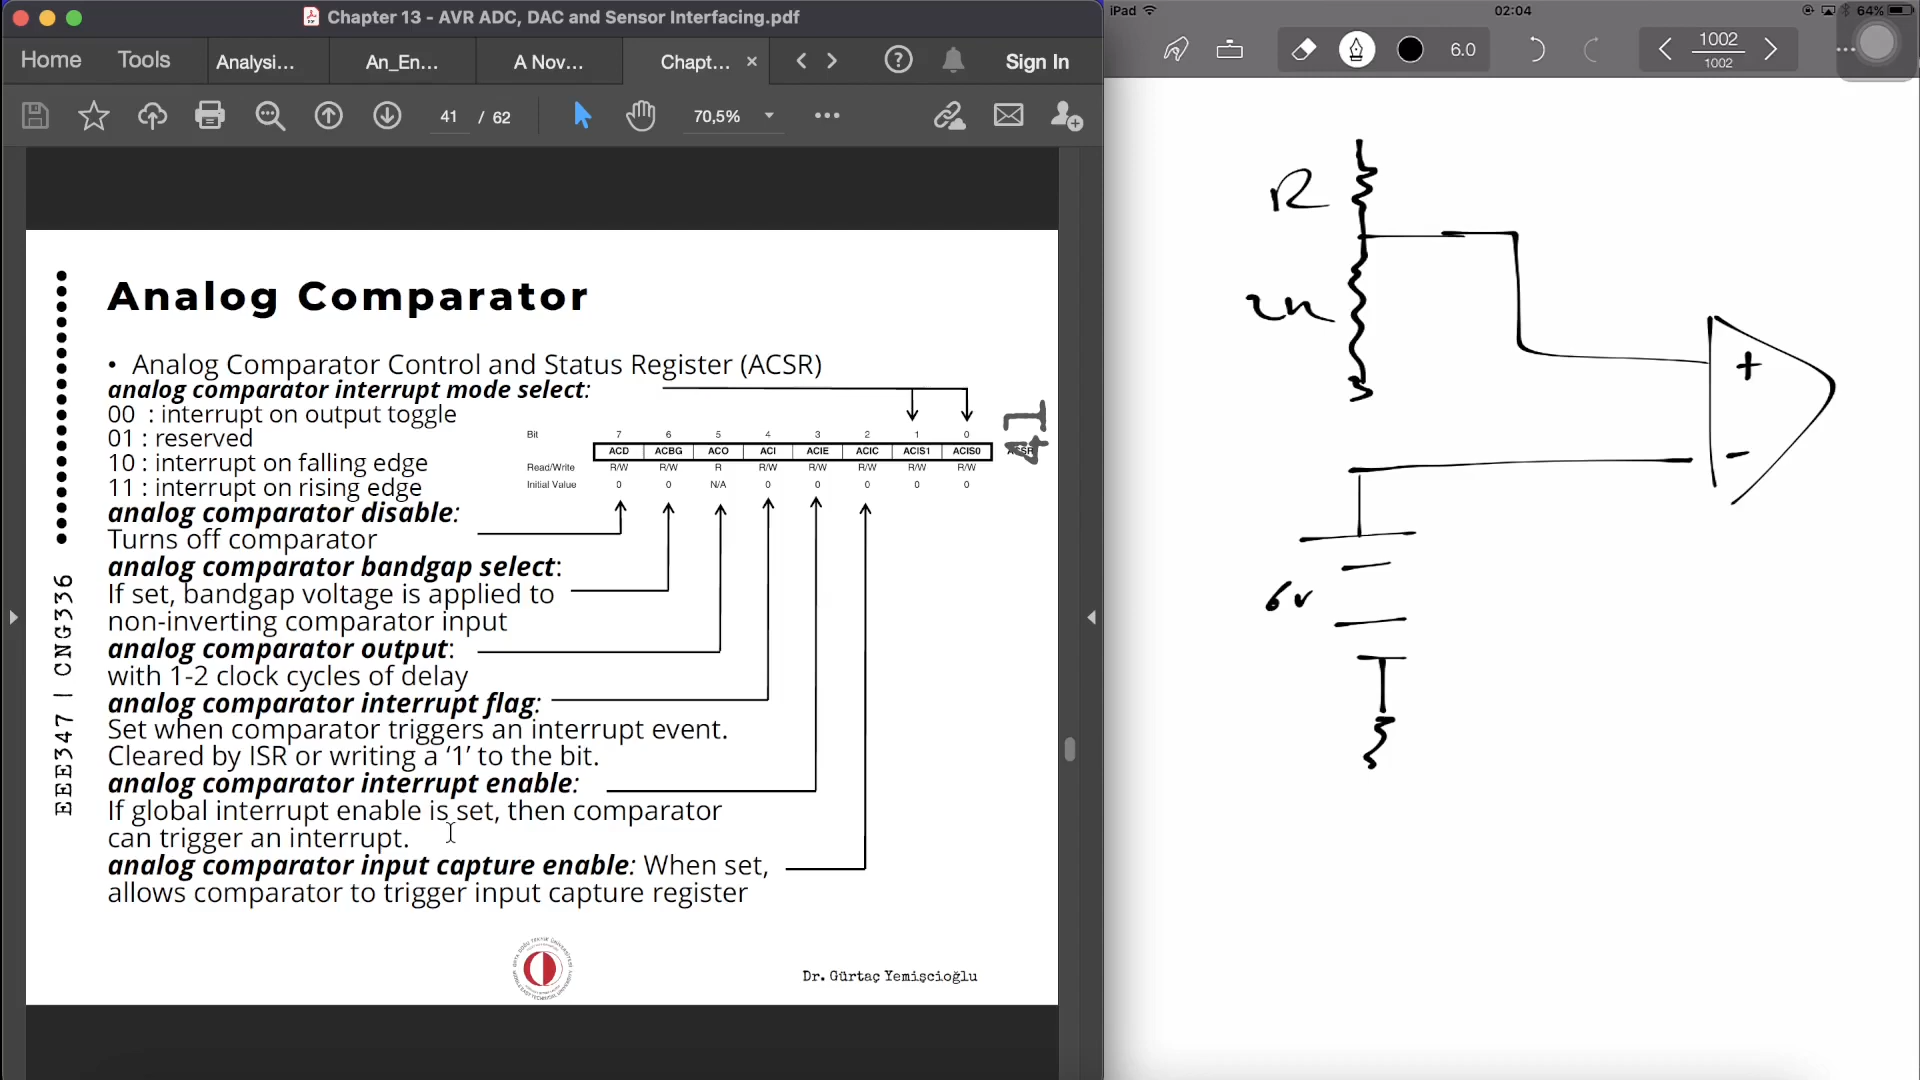 Chapter 13 - AVR ADC, DAC and Sensor Interfacing.pdf
Home Tools Analysi... An_En... A Nov... Chapt... × Sign In
41 / 62 70,5%
Analog Comparator
• Analog Comparator Control and Status Register (ACSR)
analog comparator interrupt mode select:
00 : interrupt on output toggle
01 : reserved
10 : interrupt on falling edge
11 : interrupt on rising edge
analog comparator disable:
Turns off comparator
analog comparator bandgap select:
If set, bandgap voltage is applied to
non-inverting comparator input
analog comparator output:
with 1-2 clock cycles of delay
analog comparator interrupt flag:
Set when comparator triggers an interrupt event.
Cleared by ISR or writing a ‘1’ to the bit.
analog comparator interrupt enable:
If global interrupt enable is set, then comparator
can trigger an interrupt.
analog comparator input capture enable: When set,
allows comparator to trigger input capture register
Bit 7 6 5 4 3 2 1 0
ACD ACBG ACO ACI ACIE ACIC ACIS1 ACIS0
Read/Write R/W R/W R R/W R/W R/W R/W R/W
Initial Value 0 0 N/A 0 0 0 0 0
41
EEE347 | CNG336
Dr. Gürtaç Yemişcioğlu
iPad 02:04 64%
6.0 1002
1002
R
+
-
6v